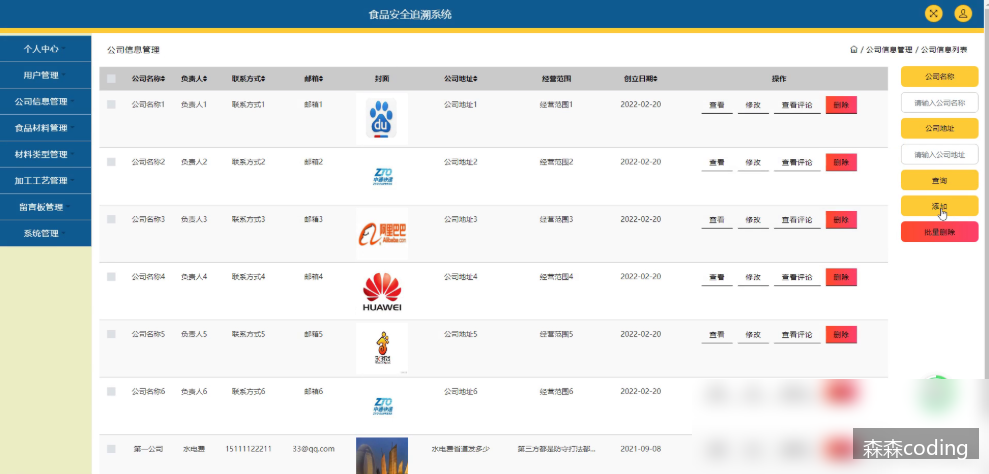 食品安全追溯系统
个人中心
用户管理
公司信息管理
食品材料管理
材料类型管理
加工工艺管理
留言板管理
系统管理
公司信息管理
/ 公司信息管理 / 公司信息列表
公司名称 负责人 联系方式 邮箱 封面 公司地址 经营范围 创立日期 操作
公司名称1 负责人1 联系方式1 邮箱1 du 公司地址1 经营范围1 2022-02-20 查看 修改 查看评论 删除
公司名称2 负责人2 联系方式2 邮箱2 ZTO 中通快递 公司地址2 经营范围2 2022-02-20 查看 修改 查看评论 删除
公司名称3 负责人3 联系方式3 邮箱3 阿里巴巴 Alibaba.com 公司地址3 经营范围3 2022-02-20 查看 修改 查看评论 删除
公司名称4 负责人4 联系方式4 邮箱4 HUAWEI 公司地址4 经营范围4 2022-02-20 查看 修改 查看评论 删除
公司名称5 负责人5 联系方式5 邮箱5 公司地址5 经营范围5 2022-02-20 查看 修改 查看评论 删除
公司名称6 负责人6 联系方式6 邮箱6 ZTO 中通快递 公司地址6 经营范围6 2022-02-20
第一公司 水电费 15111122211 33@qq.com 水电费首道发多少 第三方都是防守打法都... 2021-09-08
公司名称
请输入公司名称
公司地址
请输入公司地址
查询
添加
批量删除
森森coding